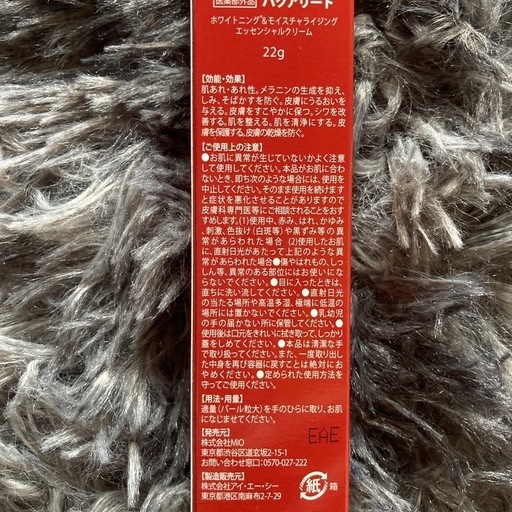 医薬部外品 パクアリード
ホワイトニング&モイスチャライジング
エッセンシャルクリーム
22g
【効能・効果】
肌あれ・あれ性。メラニンの生成を抑え、
しみ、そばかすを防ぐ。皮膚にうるおいを
与える。皮膚をすこやかに保つ。シワを改
善する。肌を整える。肌を清浄にする。皮
膚を保護する。皮膚の乾燥を防ぐ。
【ご使用上の注意】
●お肌に異常が生じていないかよく注意
して使用してください。本品がお肌に合わ
ないとき、即ち次のような場合には、使用を
中止してください。そのまま使用を続けます
と症状を悪化させることがありますので
皮膚科専門医等にご相談されることをおす
すめします。(1)使用中、赤み、はれ、かゆみ
、刺激、色抜け(白斑等)や黒ずみ等の異
常があらわれた場合 (2)使用したお肌
に、直射日光があたって上記のような異
常があらわれた場合●傷やはれもの、しっ
しん等、異常のある部位にはお使いにな
らないでください。●目に入ったときは、
直ちに洗い流してください。●直射日光
の当たる場所や高温多湿、極端に低温の
場所には置かないでください。●乳幼児
の手の届かない所に保管してください。●
使用後は口元をきれいに拭き取って、しっかり
蓋をしめてください。●本品は清潔な手
で取り扱ってください。また、一度取り出し
た中身を再び容器に戻すことは絶対にお
やめください。●定められた使用方法を
守ってご使用ください。
【用法・用量】
適量(パール粒大)を手のひらに取り、お肌
になじませてください。
【発売元】
株式会社MIO
東京都渋谷区道玄坂2-15-1
お問い合わせ窓口:0570-027-222
EAE
【製造販売元】
株式会社アイ・エー・シー
東京都港区南麻布2-7-29
紙 箱